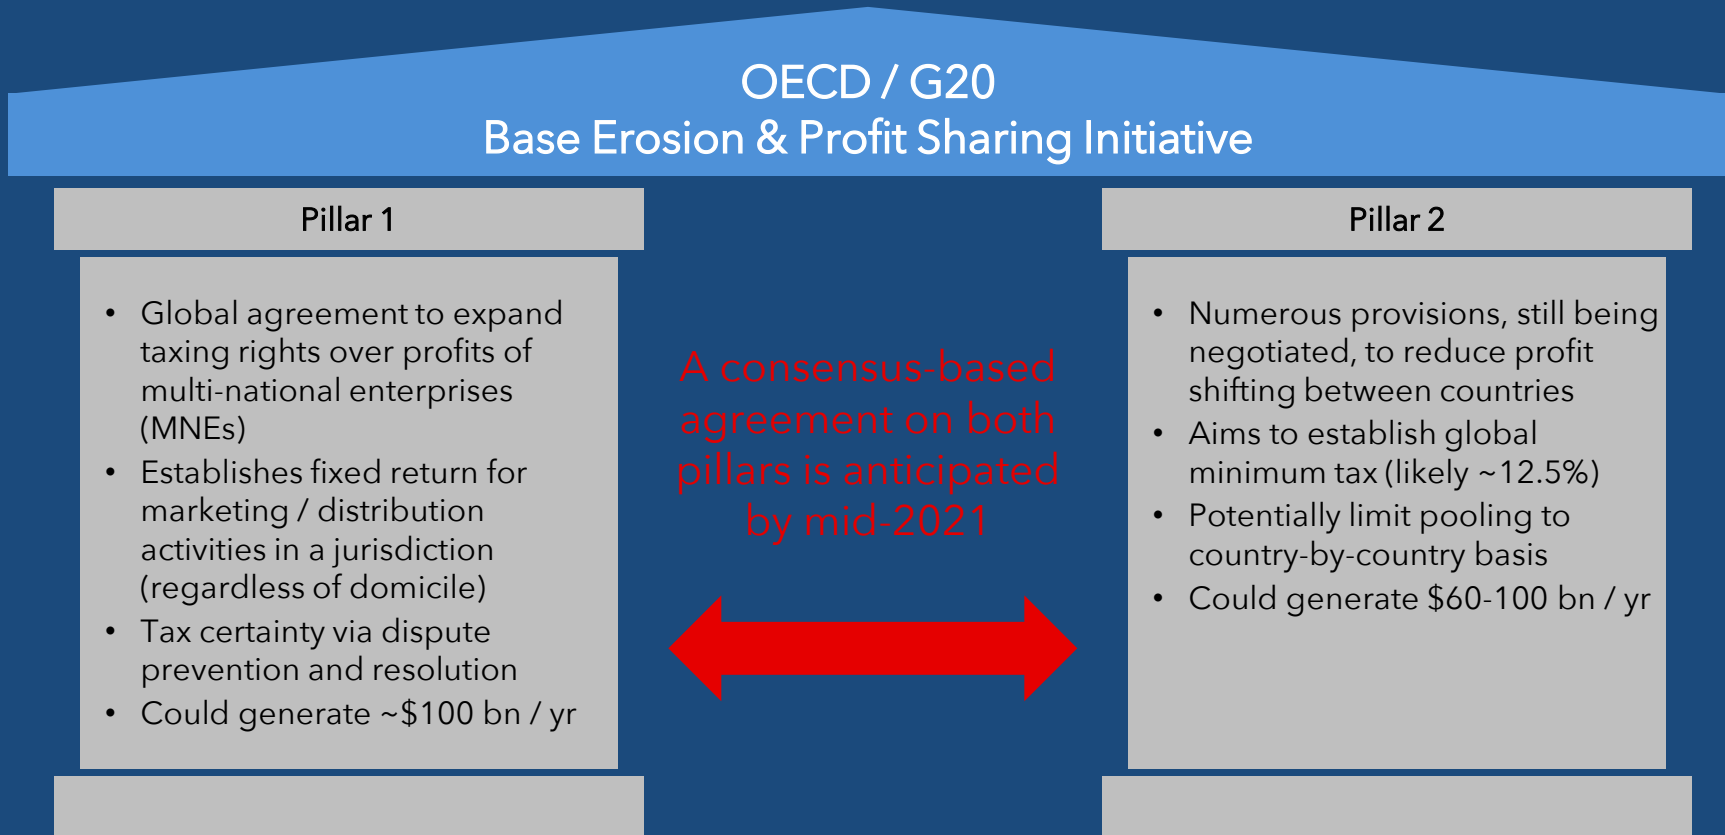 OECD / G20
Base Erosion & Profit Sharing Initiative
Pillar 1
• Global agreement to expand
taxing rights over profits of
multi-national enterprises
(MNEs)
• Establishes fixed return for
marketing / distribution
activities in a jurisdiction
(regardless of domicile)
• Tax certainty via dispute
prevention and resolution
• Could generate ~$100 bn / yr
A consensus-based
agreement on both
pillars is anticipated
by mid-2021
Pillar 2
• Numerous provisions, still being
negotiated, to reduce profit
shifting between countries
• Aims to establish global
minimum tax (likely ~12.5%)
• Potentially limit pooling to
country-by-country basis
• Could generate $60-100 bn / yr